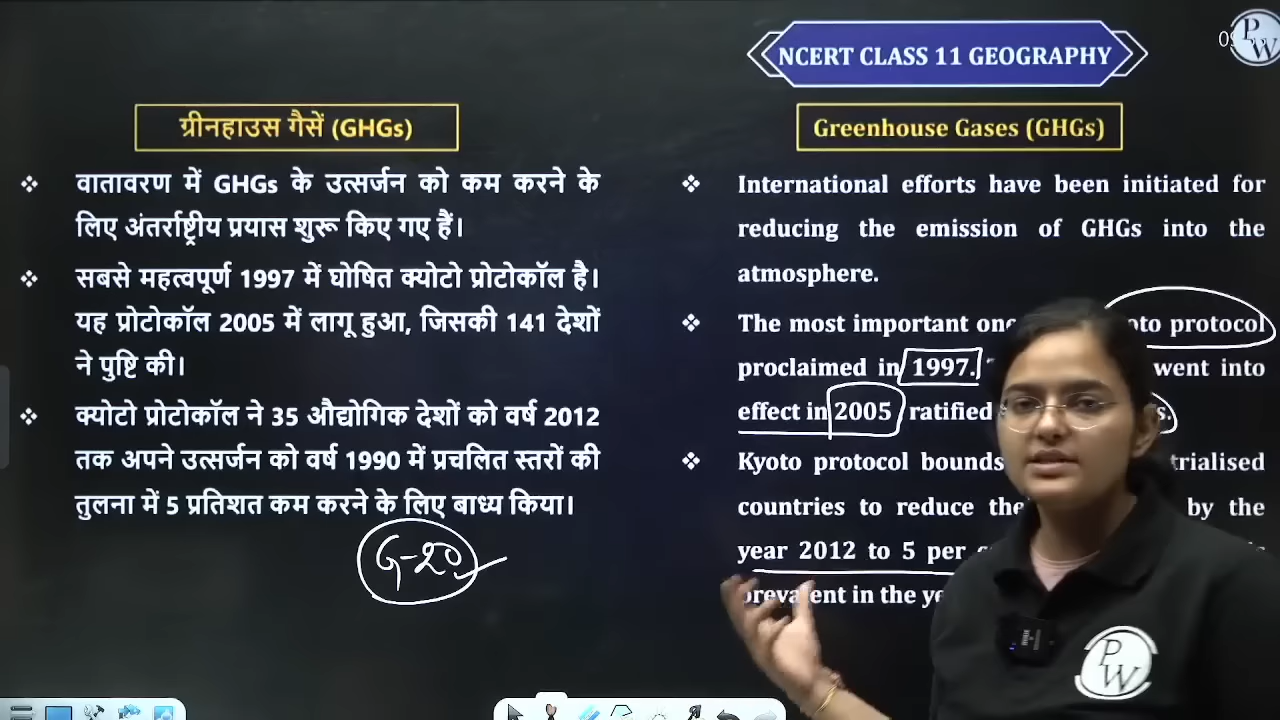 NCERT CLASS 11 GEOGRAPHY
PW
ग्रीनहाउस गैसें (GHGs)
❖ वातावरण में GHGs के उत्सर्जन को कम करने के
लिए अंतर्राष्ट्रीय प्रयास शुरू किए गए हैं।
❖ सबसे महत्वपूर्ण 1997 में घोषित क्योटो प्रोटोकॉल है।
यह प्रोटोकॉल 2005 में लागू हुआ, जिसकी 141 देशों
ने पुष्टि की।
❖ क्योटो प्रोटोकॉल ने 35 औद्योगिक देशों को वर्ष 2012
तक अपने उत्सर्जन को वर्ष 1990 में प्रचलित स्तरों की
तुलना में 5 प्रतिशत कम करने के लिए बाध्य किया।
G-20
Greenhouse Gases (GHGs)
❖ International efforts have been initiated for
reducing the emission of GHGs into the
atmosphere.
❖ The most important one protocol
proclaimed in 1997. went into
effect in 2005 ratified
❖ Kyoto protocol bounds
countries to reduce by the
year 2012 to 5 per
prevalent in the
PW